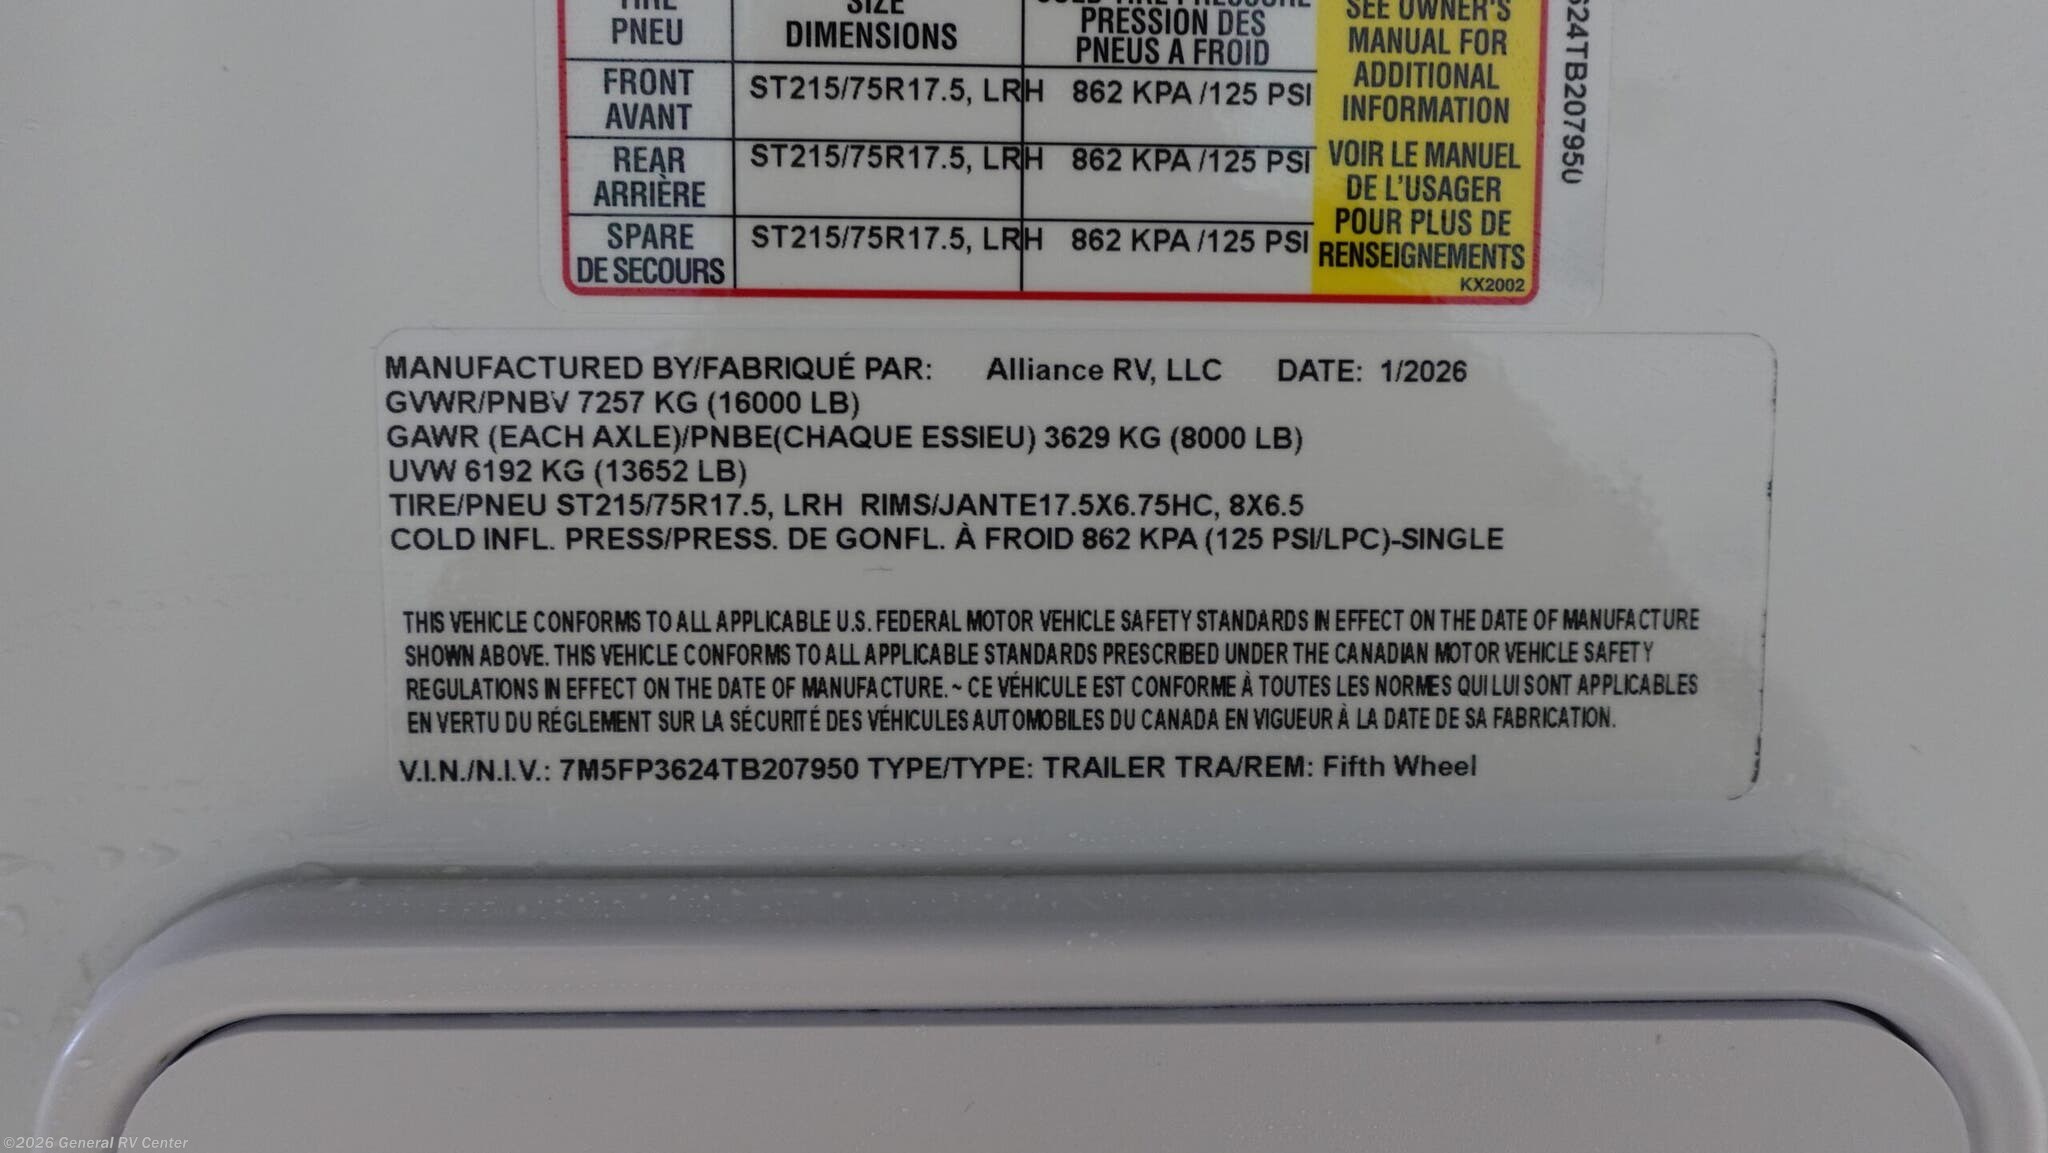 TIRE SIZE COLD TIRE PRESSURE SEE OWNER'S
PNEU DIMENSIONS PRESSION DES MANUAL FOR
PNEUS A FROID ADDITIONAL
INFORMATION
FRONT ST215/75R17.5, LRH 862 KPA /125 PSI
AVANT
REAR ST215/75R17.5, LRH 862 KPA /125 PSI VOIR LE MANUEL
ARRIÈRE DE L'USAGER
POUR PLUS DE
SPARE ST215/75R17.5, LRH 862 KPA /125 PSI RENSEIGNEMENTS
DE SECOURS KX2002
624TB207950
MANUFACTURED BY/FABRIQUÉ PAR: Alliance RV, LLC DATE: 1/2026
GVWR/PNBV 7257 KG (16000 LB)
GAWR (EACH AXLE)/PNBE(CHAQUE ESSIEU) 3629 KG (8000 LB)
UVW 6192 KG (13652 LB)
TIRE/PNEU ST215/75R17.5, LRH RIMS/JANTE17.5X6.75HC, 8X6.5
COLD INFL. PRESS/PRESS. DE GONFL. À FROID 862 KPA (125 PSI/LPC)-SINGLE
THIS VEHICLE CONFORMS TO ALL APPLICABLE U.S. FEDERAL MOTOR VEHICLE SAFETY STANDARDS IN EFFECT ON THE DATE OF MANUFACTURE
SHOWN ABOVE. THIS VEHICLE CONFORMS TO ALL APPLICABLE STANDARDS PRESCRIBED UNDER THE CANADIAN MOTOR VEHICLE SAFETY
REGULATIONS IN EFFECT ON THE DATE OF MANUFACTURE. ~ CE VÉHICULE EST CONFORME À TOUTES LES NORMES QUI LUI SONT APPLICABLES
EN VERTU DU RÉGLEMENT SUR LA SÉCURITÉ DES VÉHICULES AUTOMOBILES DU CANADA EN VIGUEUR À LA DATE DE SA FABRICATION.
V.I.N./N.I.V.: 7M5FP3624TB207950 TYPE/TYPE: TRAILER TRA/REM: Fifth Wheel
©2026 General RV Center